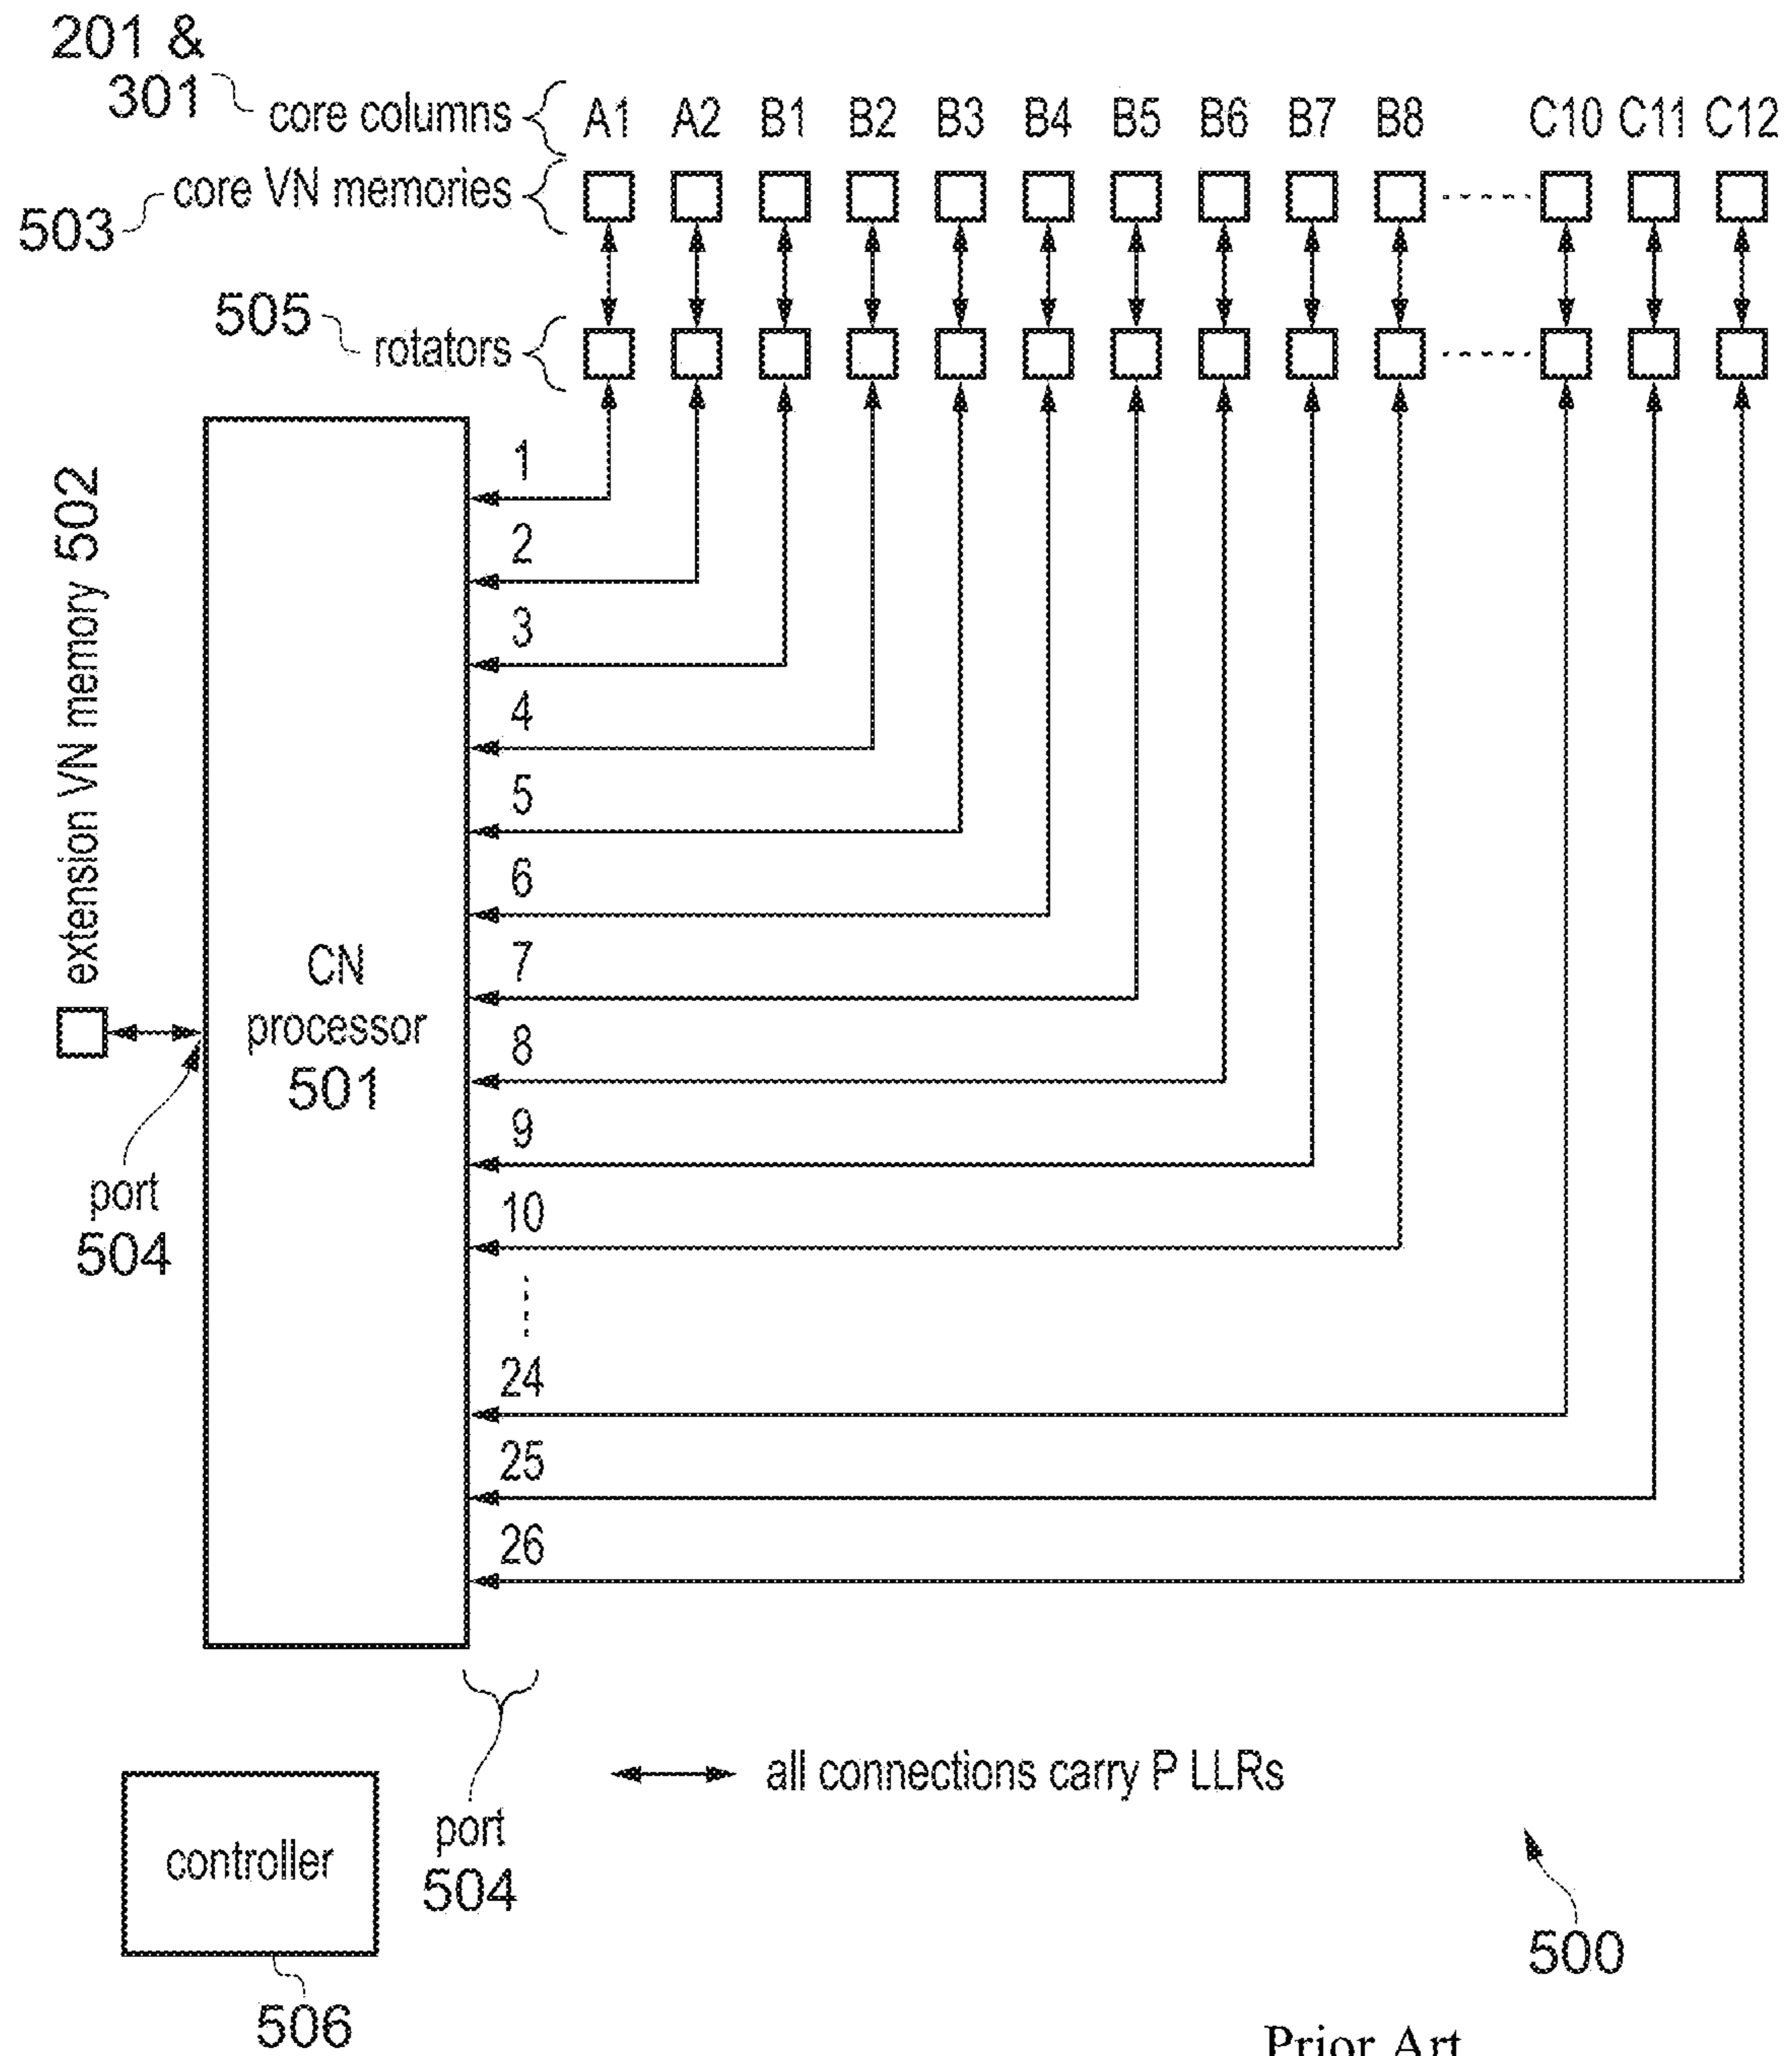 201 &
301
core columns
A1 A2 B1 B2 B3 B4 B5 B6 B7 B8 C10 C11 C12
core VN memories
503
505
rotators
extension VN memory 502
1
2
3
4
5
6
7
8
9
10
24
25
26
CN
processor
501
port
504
all connections carry P LLRs
port
504
controller
506
500
Prior Art